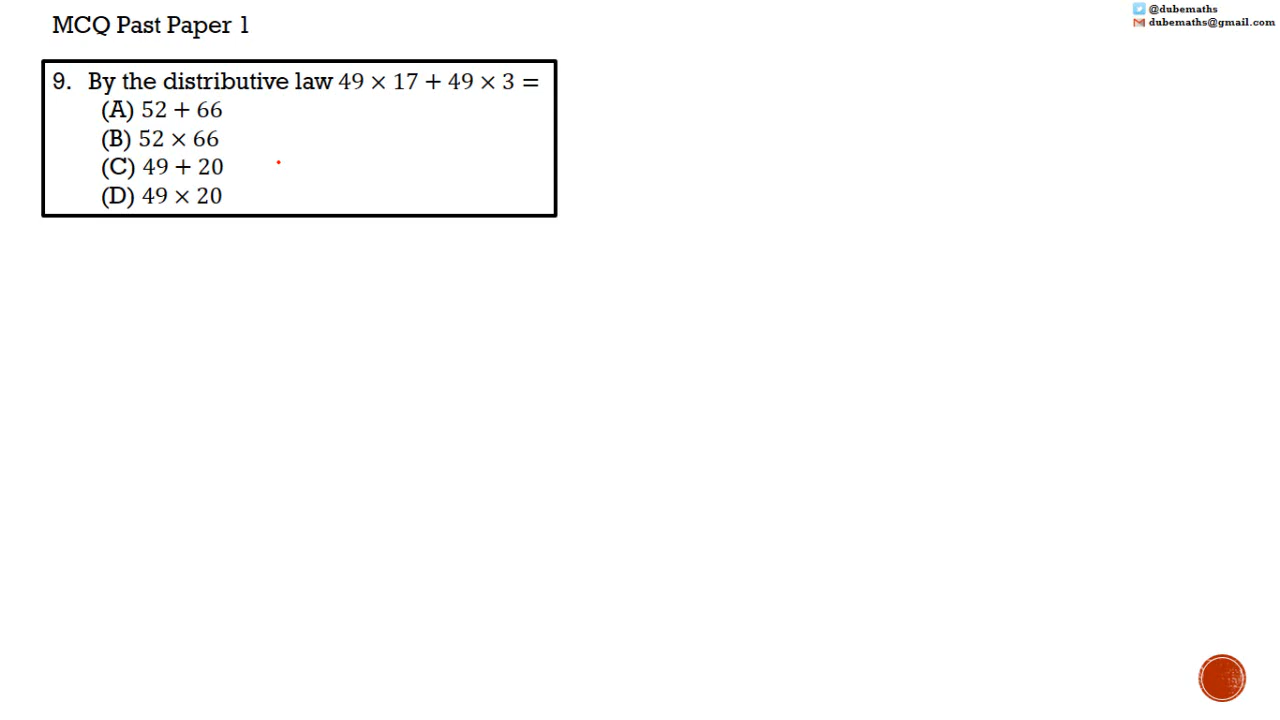 MCQ Past Paper 1
@dubemaths
dubemaths@gmail.com
9. By the distributive law 49 × 17 + 49 × 3 =
(A) 52 + 66
(B) 52 × 66
(C) 49 + 20
(D) 49 × 20